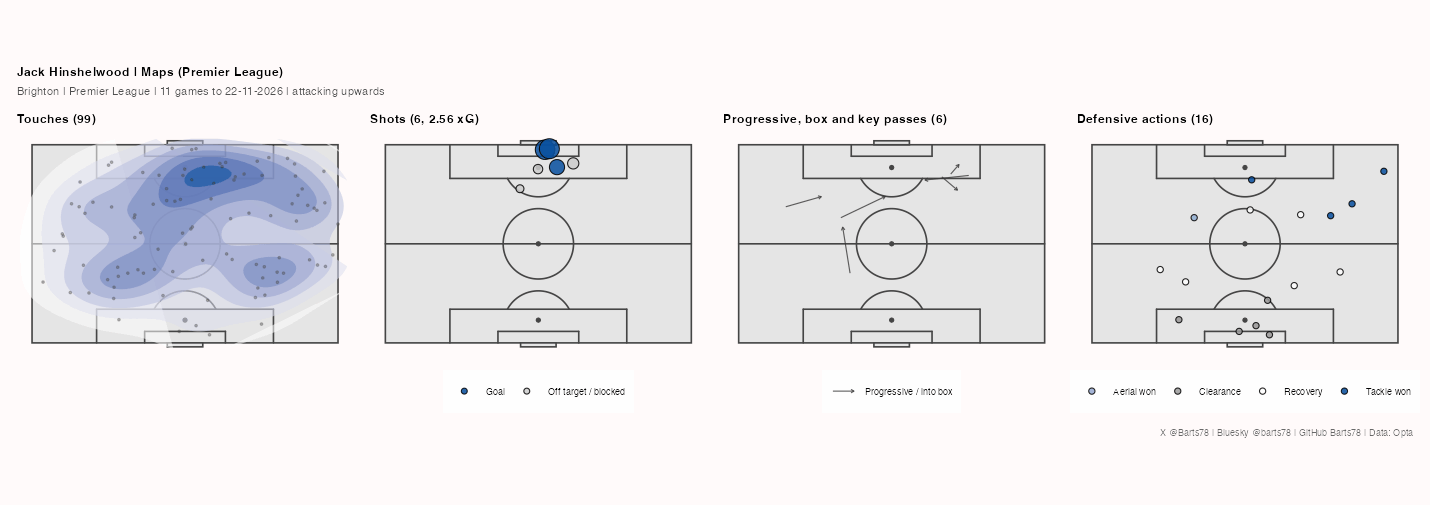 Jack Hinshelwood | Maps (Premier League)
Brighton | Premier League | 11 games to 22-11-2026 | attacking upwards
Touches (99)
Shots (6, 2.56 xG)
Progressive, box and key passes (6)
Defensive actions (16)
Goal
Off target / blocked
Progressive / into box
Aerial won
Clearance
Recovery
Tackle won
X @Barts78 | Bluesky @barts78 | GitHub Barts78 | Data: Opta